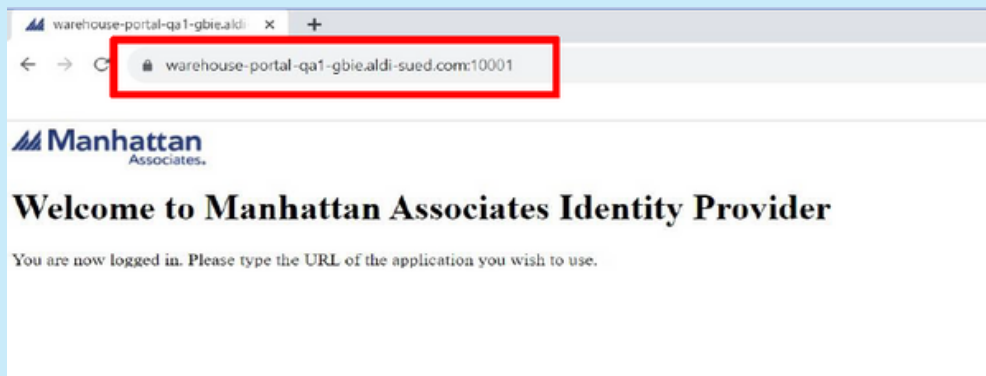 warehouse-portal-qa1-gbie.aldi
warehouse-portal-qa1-gbie.aldi-sued.com:10001
Manhattan
Associates.
Welcome to Manhattan Associates Identity Provider
You are now logged in. Please type the URL of the application you wish to use.